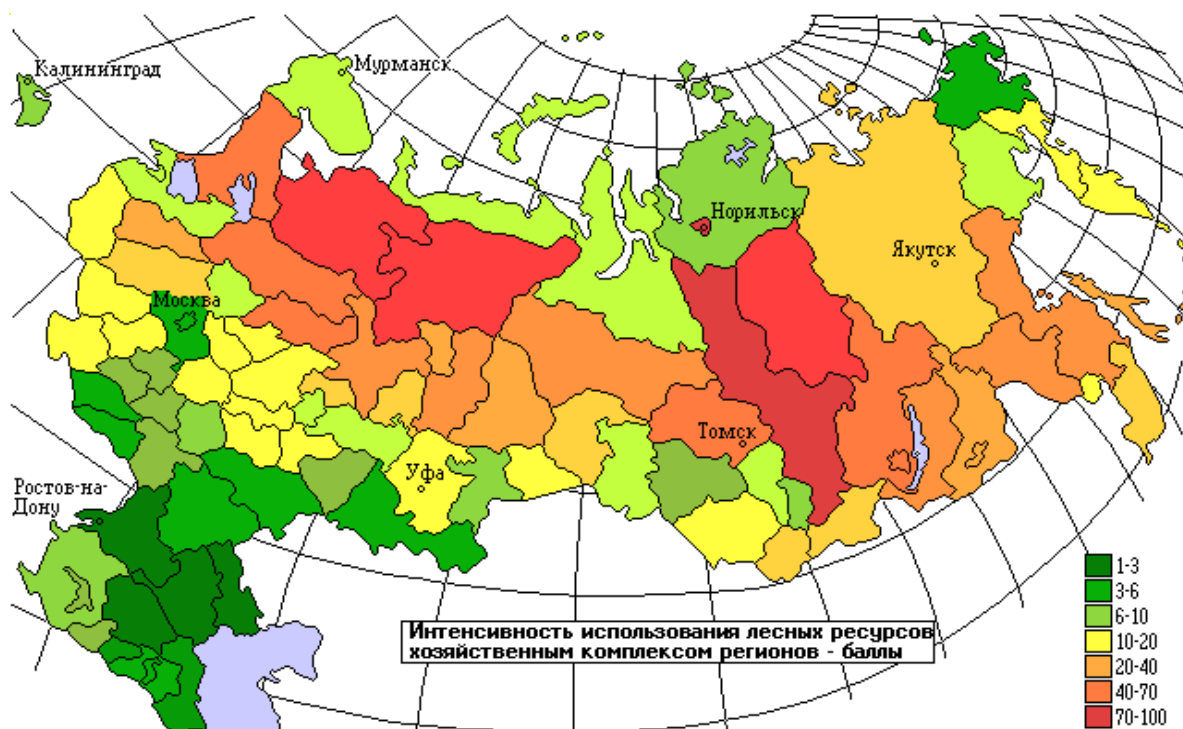 Калининград
Мурманск
Норильск
Якутск
Москва
Томск
Уфа
Ростов-на-
Дону
1-3
3-6
6-10
10-20
20-40
40-70
70-100
Интенсивность использования лесных ресурсов
хозяйственным комплексом регионов - баллы